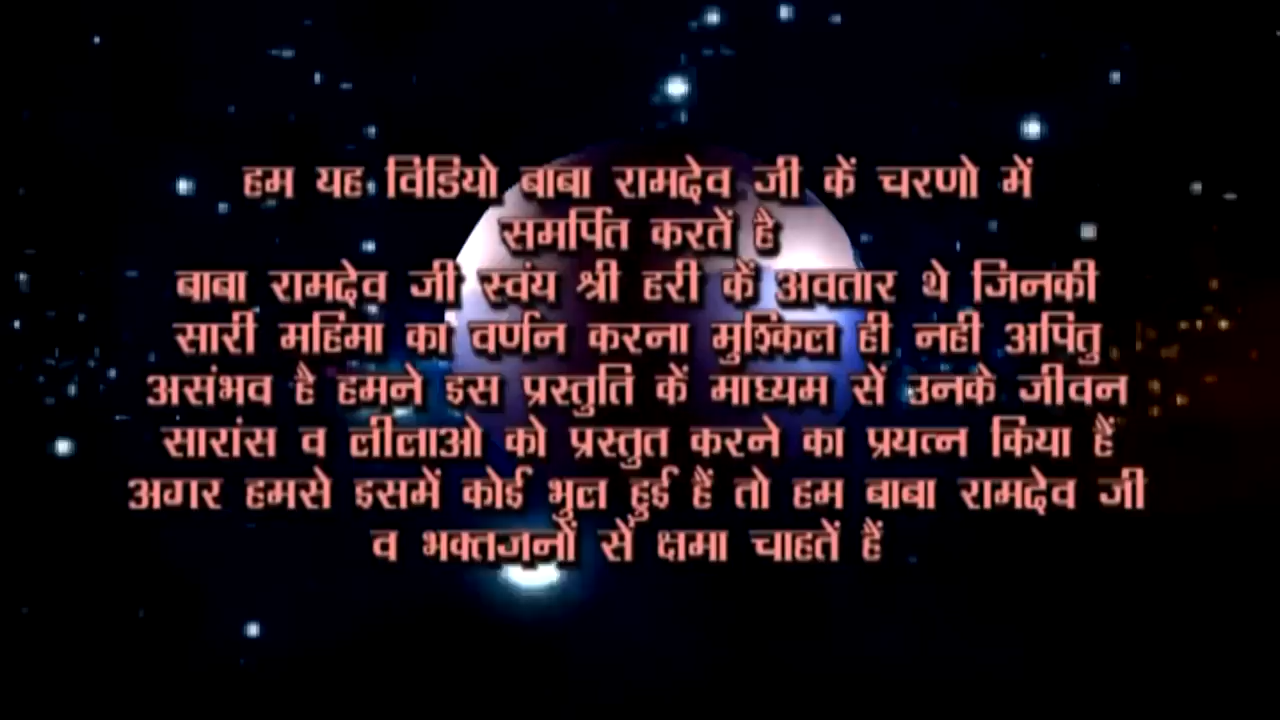 हम यह विडियो बाबा रामदेव जी कें चरणो में
समर्पित करतें है
बाबा रामदेव जी स्वंय श्री हरी कें अवतार थे जिनकी
सारी महिमा का वर्णन करना मुश्किल ही नही अपितु
असंभव है हमने इस प्रस्तुति कें माध्यम सें उनके जीवन
सारांस व लीलाओ को प्रस्तुत करने का प्रयत्न किया हैं
अगर हमसे इसमें कोई भुल हुई हैं तो हम बाबा रामदेव जी
व भक्तजनों सें क्षमा चाहतें हैं